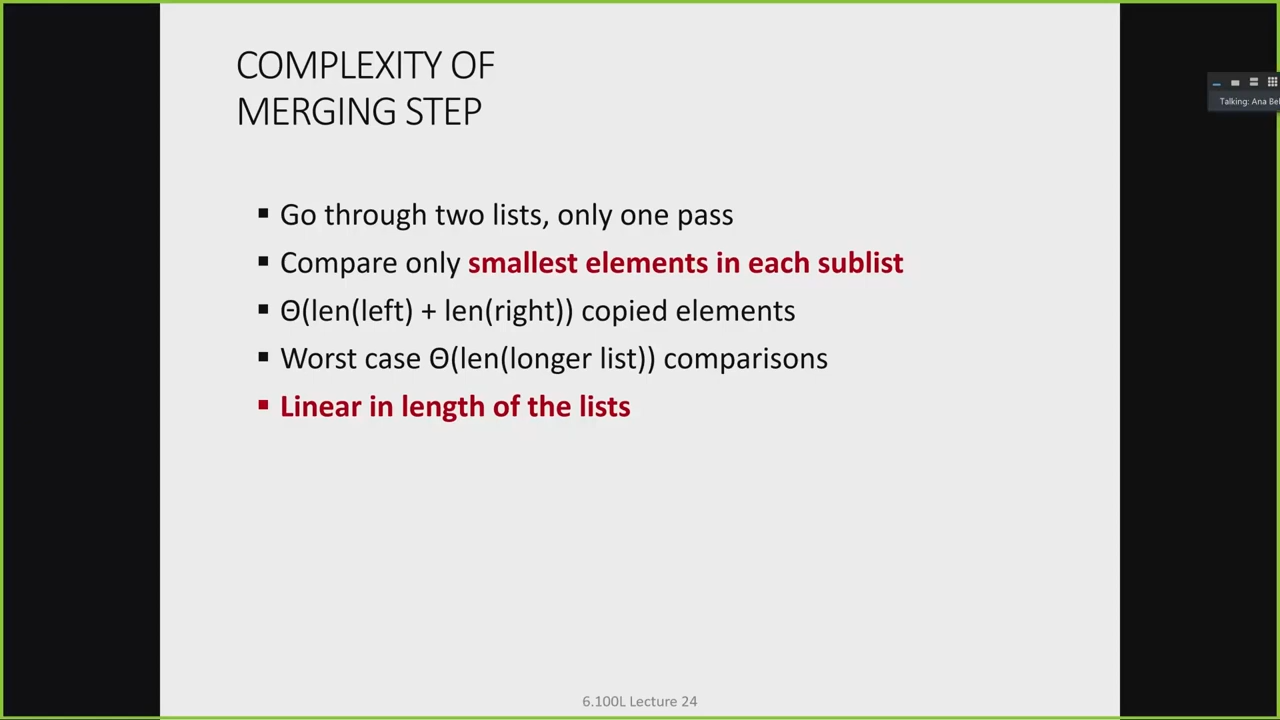 COMPLEXITY OF
MERGING STEP
Talking: Ana Be
▪ Go through two lists, only one pass
▪ Compare only smallest elements in each sublist
▪ Θ(len(left) + len(right)) copied elements
▪ Worst case Θ(len(longer list)) comparisons
▪ Linear in length of the lists
6.100L Lecture 24